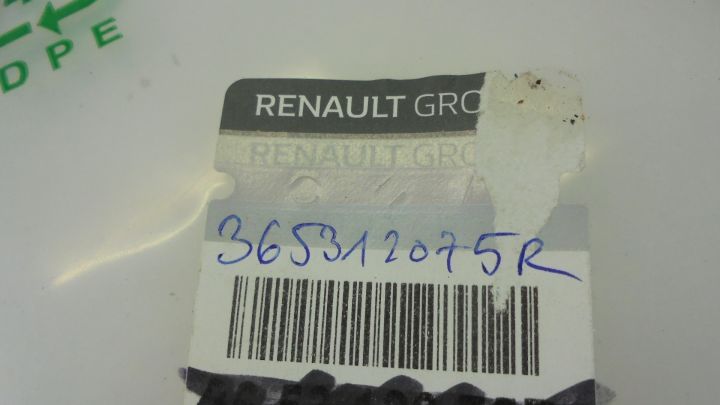 DPE
RENAULT GRO
RENAULT GRO
365312075R